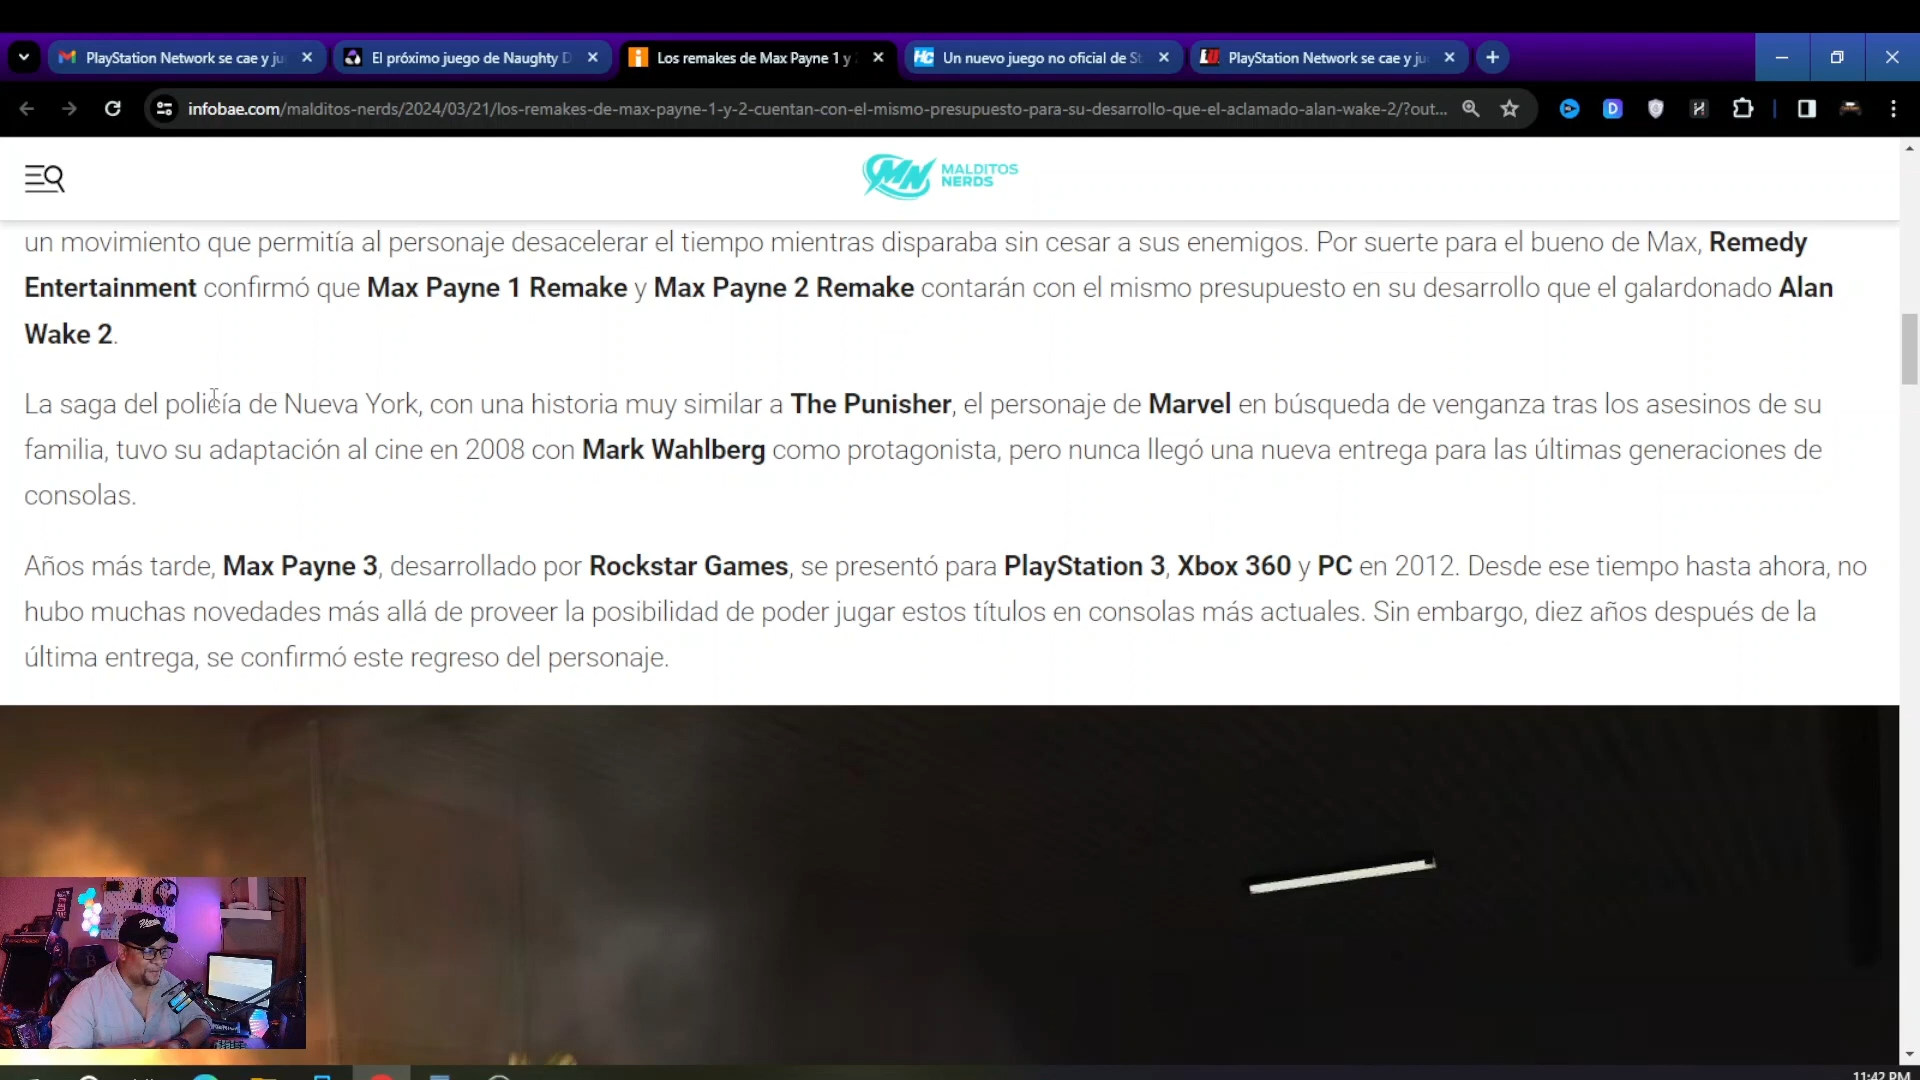 PlayStation Network se cae y ju
El próximo juego de Naughty D
Los remakes de Max Payne 1 y
Un nuevo juego no oficial de S
PlayStation Network se cae y ju
infobae.com/malditos-nerds/2024/03/21/los-remakes-de-max-payne-1-y-2-cuentan-con-el-mismo-presupuesto-para-su-desarrollo-que-el-aclamado-alan-wake-2/?out...
MN MALDITOS
NERDS
un movimiento que permitía al personaje desacelerar el tiempo mientras disparaba sin cesar a sus enemigos. Por suerte para el bueno de Max, Remedy
Entertainment confirmó que Max Payne 1 Remake y Max Payne 2 Remake contarán con el mismo presupuesto en su desarrollo que el galardonado Alan
Wake 2.
La saga del policía de Nueva York, con una historia muy similar a The Punisher, el personaje de Marvel en búsqueda de venganza tras los asesinos de su
familia, tuvo su adaptación al cine en 2008 con Mark Wahlberg como protagonista, pero nunca llegó una nueva entrega para las últimas generaciones de
consolas.
Años más tarde, Max Payne 3, desarrollado por Rockstar Games, se presentó para PlayStation 3, Xbox 360 y PC en 2012. Desde ese tiempo hasta ahora, no
hubo muchas novedades más allá de proveer la posibilidad de poder jugar estos títulos en consolas más actuales. Sin embargo, diez años después de la
última entrega, se confirmó este regreso del personaje.
11:42 PM